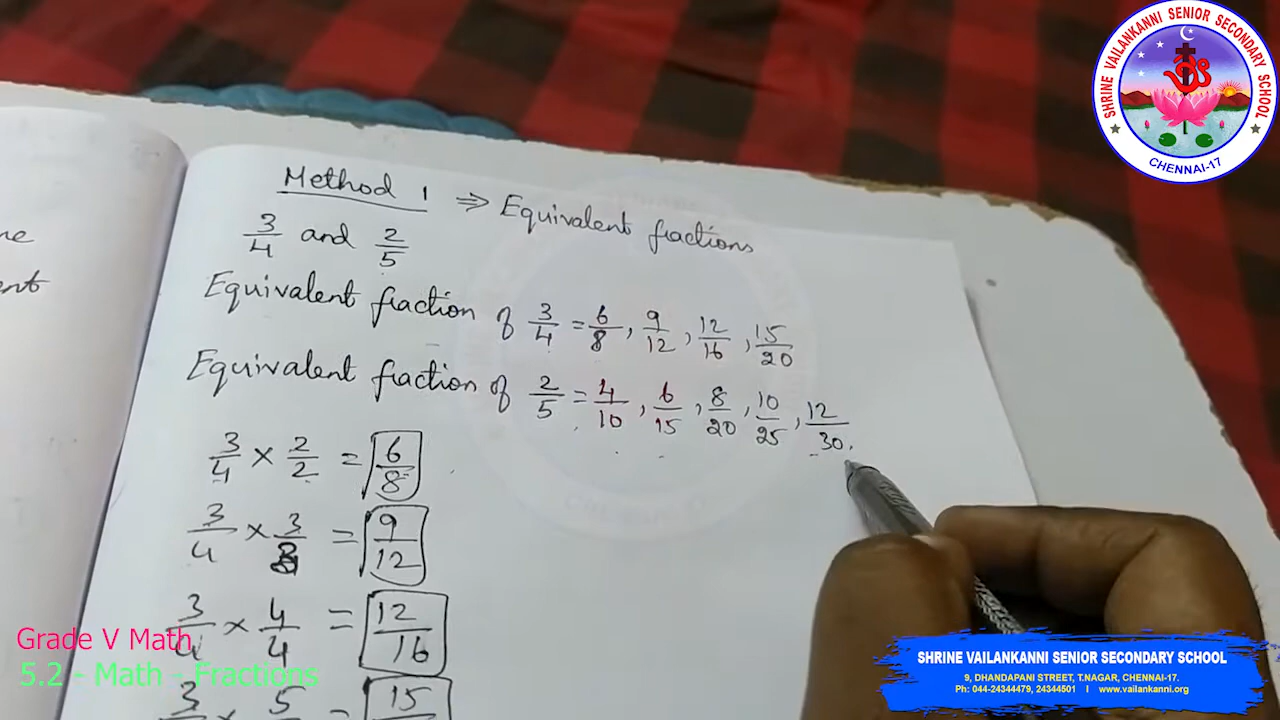 SHRINE VAILANKANNI SENIOR SECONDARY SCHOOL
CHENNAI-17
Method 1 ⇒ Equivalent fractions
3/4 and 2/5
Equivalent fraction of 3/4 = 6/8, 9/12, 12/16, 15/20
Equivalent fraction of 2/5 = 4/10, 6/15, 8/20, 10/25, 12/30.
3/4 × 2/2 = 6/8
3/4 × 3/3 = 9/12
3/4 × 4/4 = 12/16
3 × 5 = 15
Grade V Math
5.2 - Math - Fractions
SHRINE VAILANKANNI SENIOR SECONDARY SCHOOL
9, DHANDAPANI STREET, T.NAGAR, CHENNAI-17.
Ph: 044-24344479, 24344501 I www.vailankanni.org